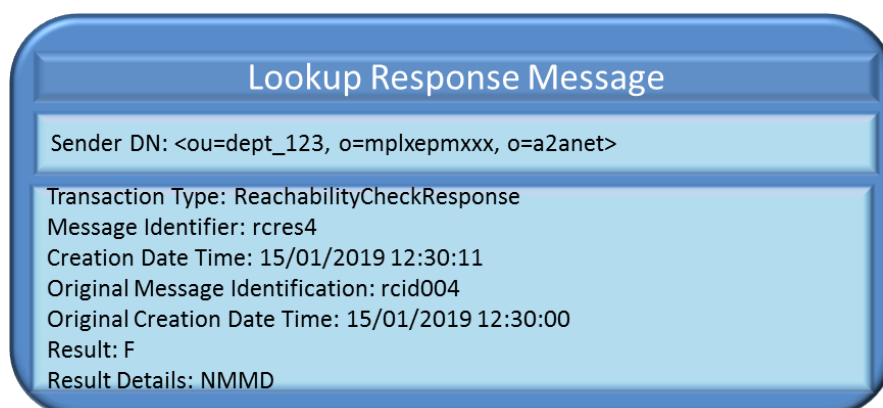 Lookup Response Message
Sender DN: <ou=dept_123, o=mplxepmxxx, o=a2anet>
Transaction Type: ReachabilityCheckResponse
Message Identifier: rcres4
Creation Date Time: 15/01/2019 12:30:11
Original Message Identification: rcid004
Original Creation Date Time: 15/01/2019 12:30:00
Result: F
Result Details: NMMD